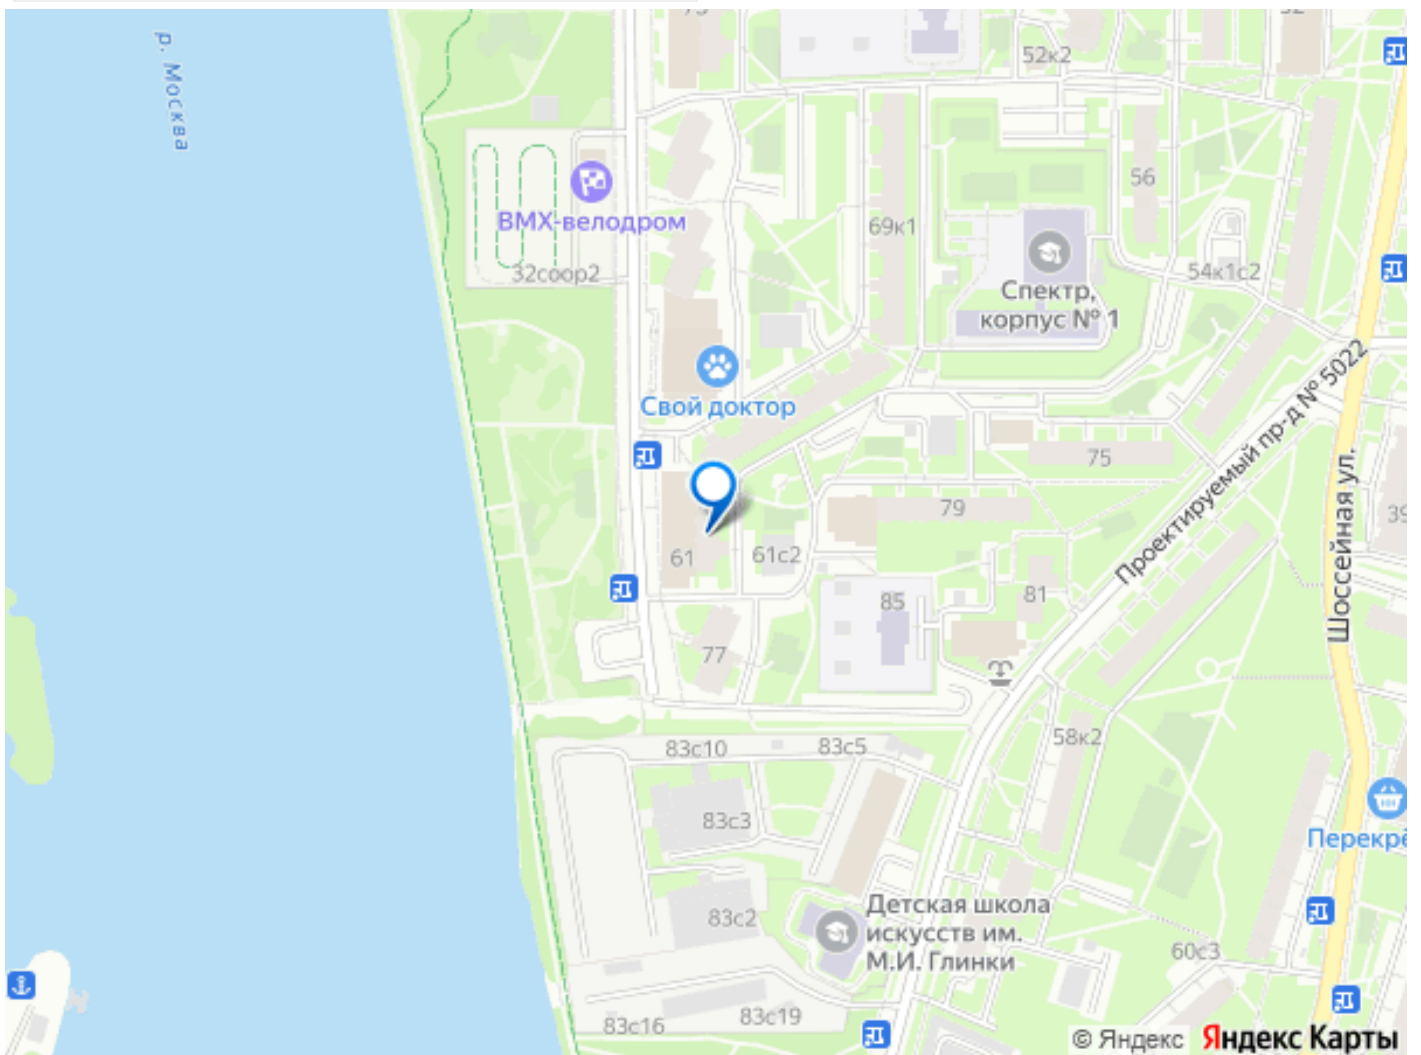 р. Москва
52к2
56
ВМХ-велодром
69к1
32соор2
54к1с2
Спектр,
корпус № 1
Свой доктор
Проектируемый пр-д № 5022
75
79
Шоссейная ул.
39
61
61с2
85
81
77
58к2
83с10
83с5
83с3
Перекрё
83с2
Детская школа
искусств им.
М.И. Глинки
60с3
83с16
83с19
© Яндекс Яндекс Карты